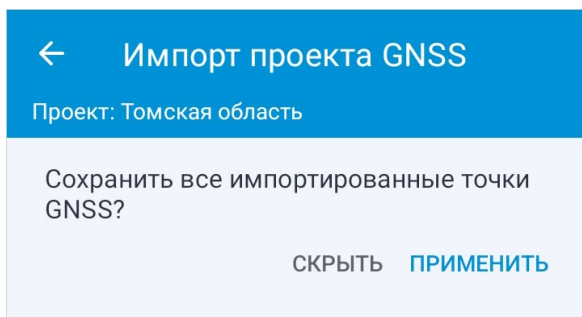 Импорт проекта GNSS
Проект: Томская область
Сохранить все импортированные точки
GNSS?
СКРЫТЬ ПРИМЕНИТЬ